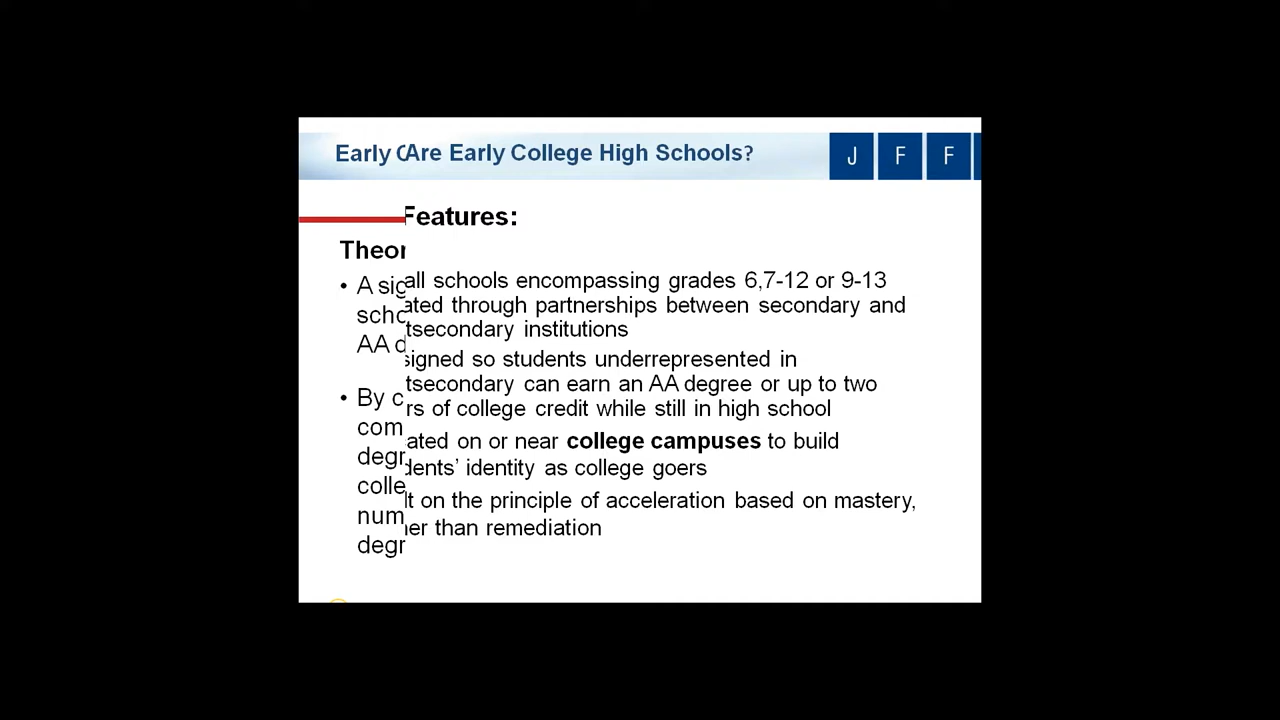 Early C Are Early College High Schools?
J F F
Features:
Theor
all schools encompassing grades 6,7-12 or 9-13
A sig
ated through partnerships between secondary and
scho
tsecondary institutions
AA d
signed so students underrepresented in
tsecondary can earn an AA degree or up to two
By c
rs of college credit while still in high school
com
ated on or near college campuses to build
degr
dents' identity as college goers
colle
lt on the principle of acceleration based on mastery,
num
her than remediation
degr